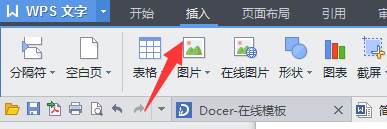 WPS 文字 开始 插入 页面布局 引用 审
分隔符 空白页 表格 图片 在线图片 形状 图表 截屏
Docer-在线模板 简